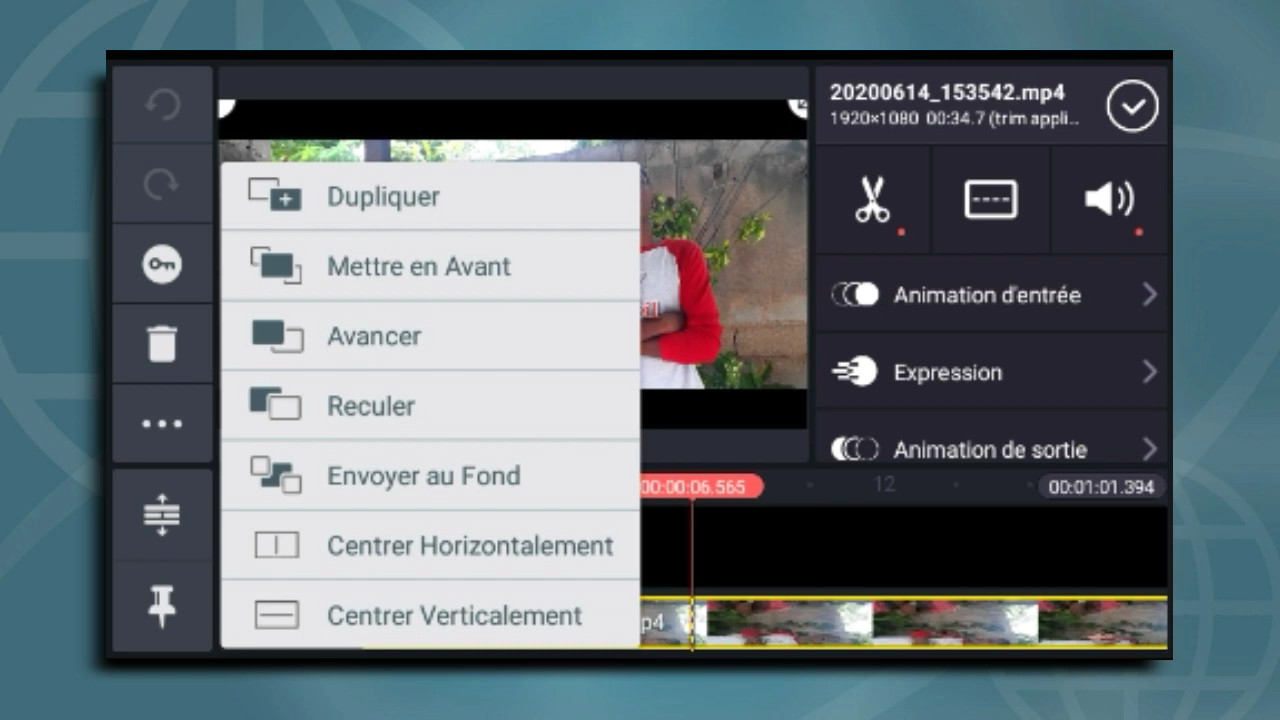 20200614_153542.mp4
1920×1080 00:34.7 (trim appli...
Dupliquer
Mettre en Avant
Avancer
Reculer
Envoyer au Fond
Centrer Horizontalement
Centrer Verticalement
Animation d'entrée
Expression
Animation de sortie
00:00:06.565
12
00:01:01.394
p4